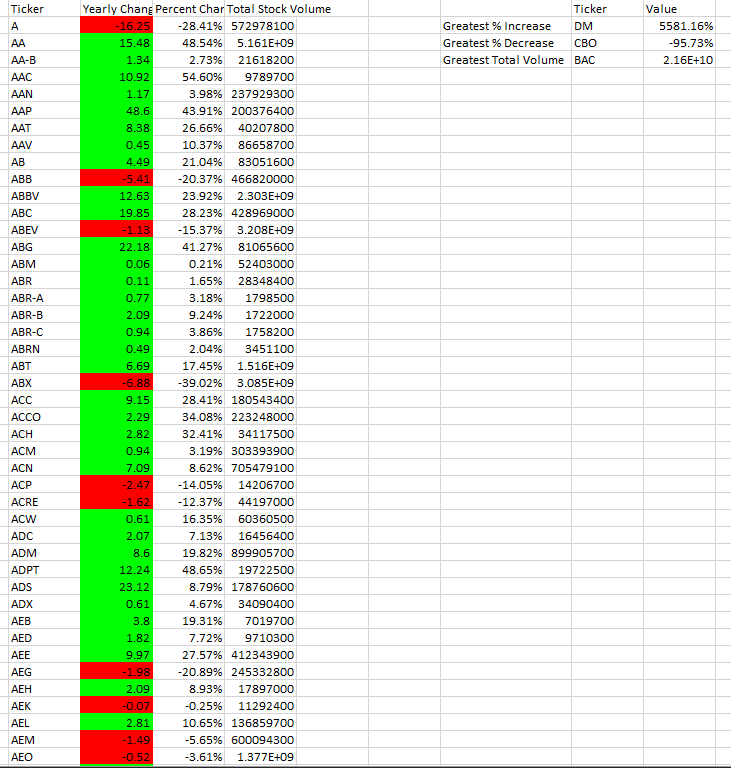 Ticker Yearly Chang Percent Char Total Stock Volume Ticker Value
A -16.25 -28.41% 572978100 Greatest % Increase DM 5581.16%
AA 15.48 48.54% 5.161E+09 Greatest % Decrease CBO -95.73%
AA-B 1.34 2.73% 21618200 Greatest Total Volume BAC 2.16E+10
AAC 10.92 54.60% 9789700
AAN 1.17 3.98% 237929300
AAP 48.6 43.91% 200376400
AAT 8.38 26.66% 40207800
AAV 0.45 10.37% 86658700
AB 4.49 21.04% 83051600
ABB -5.41 -20.37% 466820000
ABBV 12.63 23.92% 2.303E+09
ABC 19.85 28.23% 428969000
ABEV -1.13 -15.37% 3.208E+09
ABG 22.18 41.27% 81065600
ABM 0.06 0.21% 52403000
ABR 0.11 1.65% 28348400
ABR-A 0.77 3.18% 1798500
ABR-B 2.09 9.24% 1722000
ABR-C 0.94 3.86% 1758200
ABRN 0.49 2.04% 3451100
ABT 6.69 17.45% 1.516E+09
ABX -6.88 -39.02% 3.085E+09
ACC 9.15 28.41% 180543400
ACCO 2.29 34.08% 223248000
ACH 2.82 32.41% 34117500
ACM 0.94 3.19% 303393900
ACN 7.09 8.62% 705479100
ACP -2.47 -14.05% 14206700
ACRE -1.62 -12.37% 44197000
ACW 0.61 16.35% 60360500
ADC 2.07 7.13% 16456400
ADM 8.6 19.82% 899905700
ADPT 12.24 48.65% 19722500
ADS 23.12 8.79% 178760600
ADX 0.61 4.67% 34090400
AEB 3.8 19.31% 7019700
AED 1.82 7.72% 9710300
AEE 9.97 27.57% 412343900
AEG -1.98 -20.89% 245332800
AEH 2.09 8.93% 17897000
AEK -0.07 -0.25% 11292400
AEL 2.81 10.65% 136859700
AEM -1.49 -5.65% 600094300
AEO -0.52 -3.61% 1.377E+09